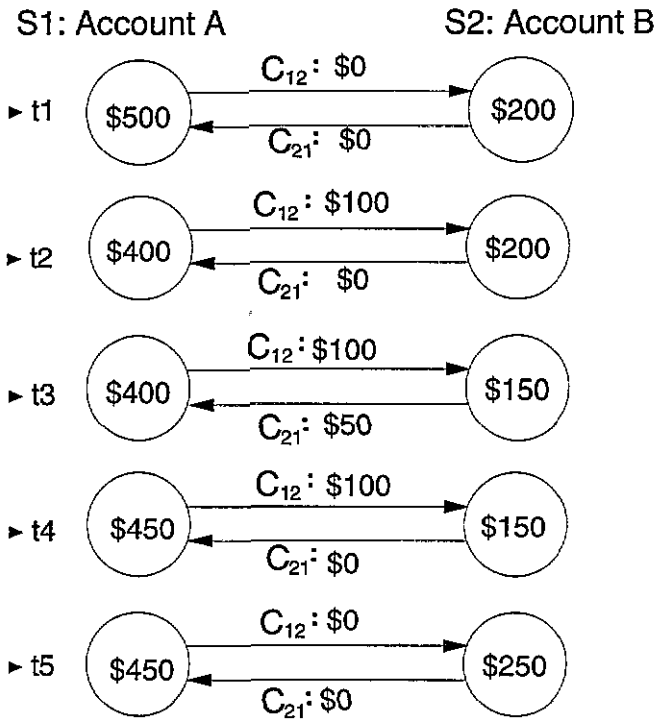 S1: Account A S2: Account B
C12: $0
► t1 $500 $200
C21: $0
C12: $100
► t2 $400 $200
C21: $0
C12: $100
► t3 $400 $150
C21: $50
C12: $100
► t4 $450 $150
C21: $0
C12: $0
► t5 $450 $250
C21: $0